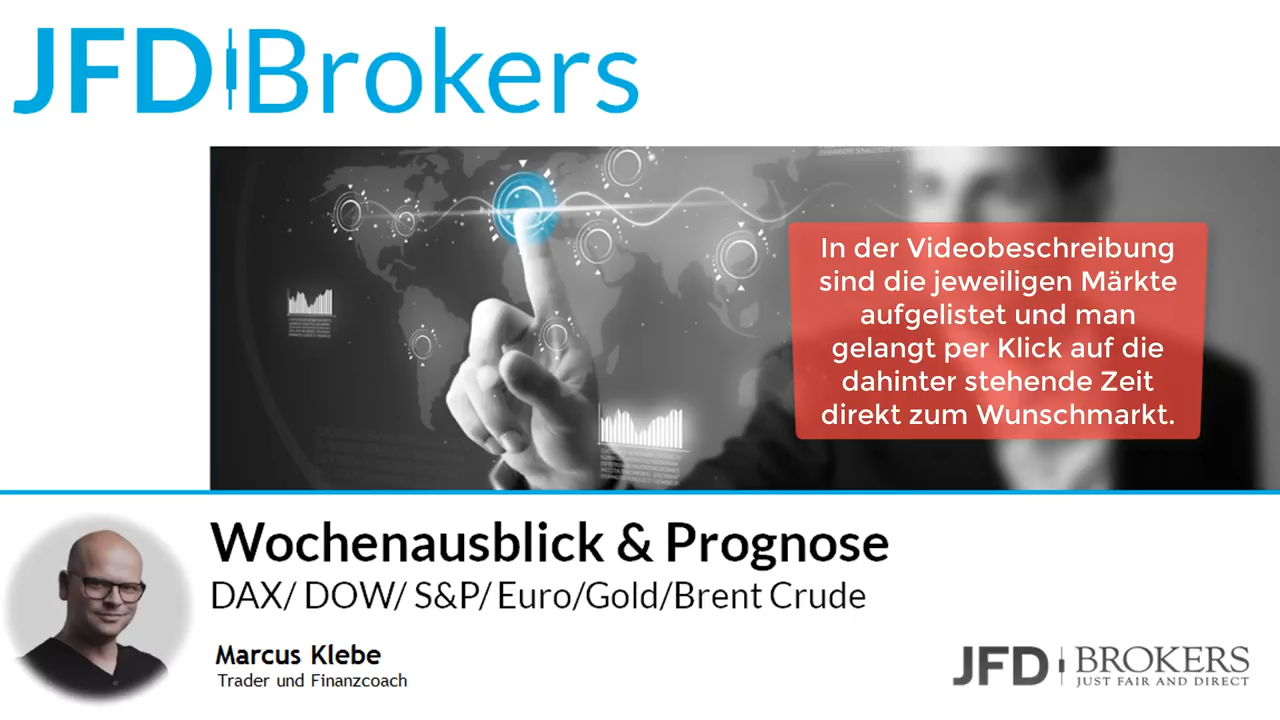 JFD Brokers
In der Videobeschreibung
sind die jeweiligen Märkte
aufgelistet und man
gelangt per Klick auf die
dahinter stehende Zeit
direkt zum Wunschmarkt.
Wochenausblick & Prognose
DAX/ DOW/ S&P/ Euro/Gold/Brent Crude
Marcus Klebe
Trader und Finanzcoach
JFD BROKERS
JUST FAIR AND DIRECT